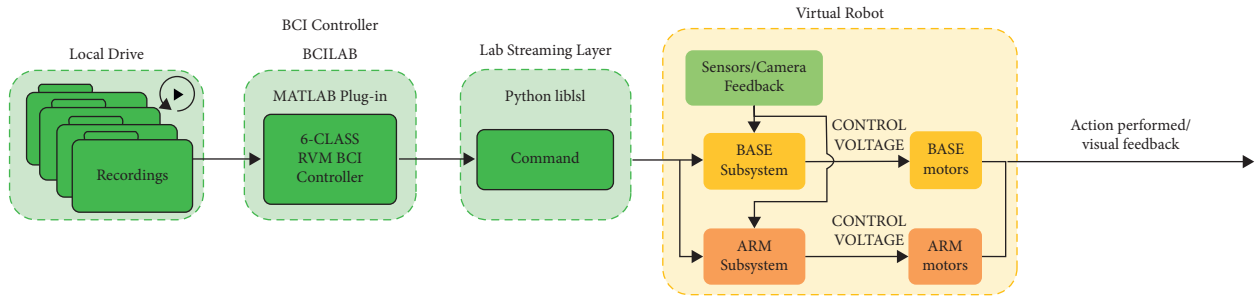 Local Drive
Recordings
BCI Controller
BCILAB
MATLAB Plug-in
6-CLASS
RVM BCI
Controller
Lab Streaming Layer
Python liblsl
Command
Virtual Robot
Sensors/Camera
Feedback
BASE
Subsystem
CONTROL
VOLTAGE
BASE
motors
ARM
Subsystem
CONTROL
VOLTAGE
ARM
motors
Action performed/
visual feedback